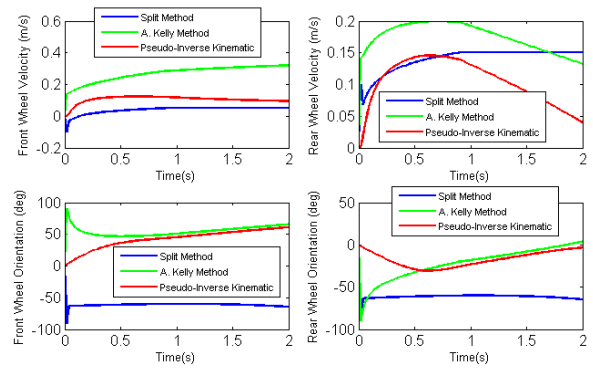 Split Method
A. Kelly Method
Pseudo-Inverse Kinematic
Front Wheel Velocity (m/s)
0.6
0.4
0.2
0
-0.2
0
0.5
1
1.5
2
Time(s)
Rear Wheel Velocity (m/s)
0.2
0.15
0.1
0.05
0
Split Method
A. Kelly Method
Pseudo-Inverse Kinematic
0
0.5
1
1.5
2
Time(s)
Front Wheel Orientation (deg)
100
50
0
-50
-100
Split Method
A. Kelly Method
Pseudo-Inverse Kinematic
0
0.5
1
1.5
2
Time(s)
Split Method
A. Kelly Method
Pseudo-Inverse Kinematic
Rear Wheel Orientation (deg)
50
0
-50
-100
0
0.5
1
1.5
2
Time(s)